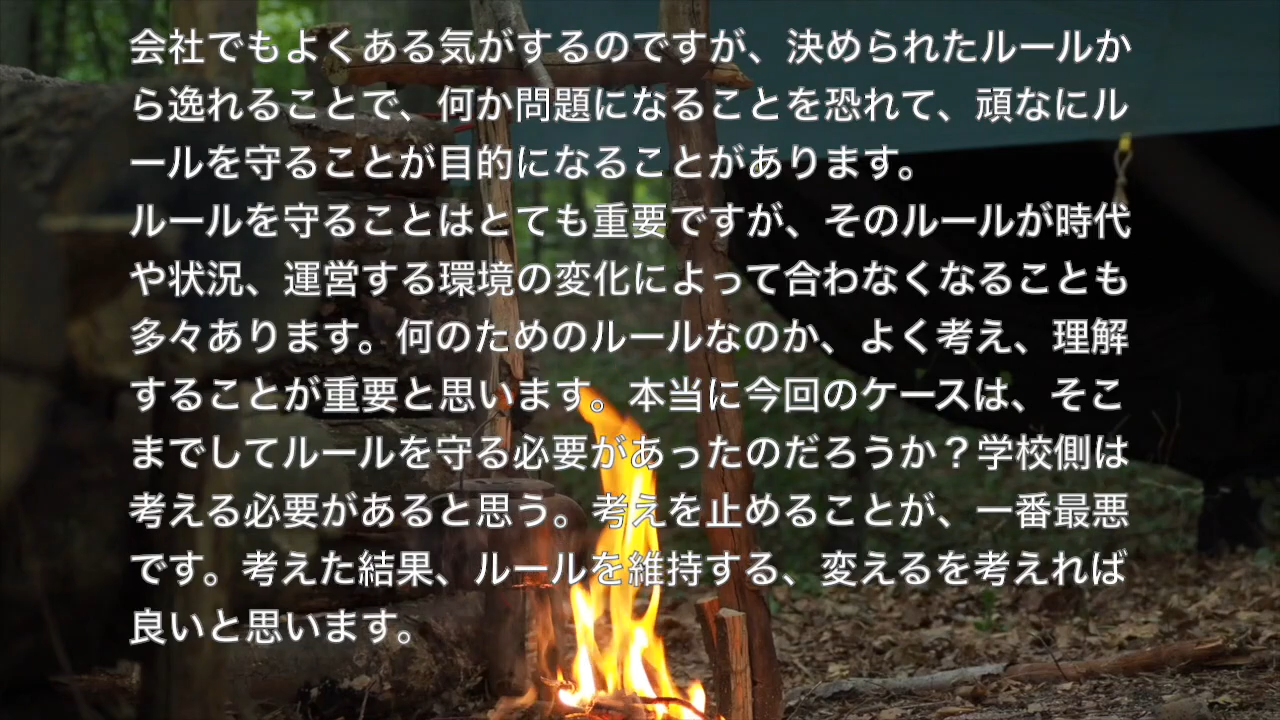 会社でもよくある気がするのですが、決められたルールか
ら逸れることで、何か問題になることを恐れて、頑なにル
ールを守ることが目的になることがあります。
ルールを守ることはとても重要ですが、そのルールが時代
や状況、運営する環境の変化によって合わなくなることも
多々あります。何のためのルールなのか、よく考え、理解
することが重要と思います。本当に今回のケースは、そこ
までしてルールを守る必要があったのだろうか？学校側は
考える必要があると思う。考えを止めることが、一番最悪
です。考えた結果、ルールを維持する、変えるを考えれば
良いと思います。